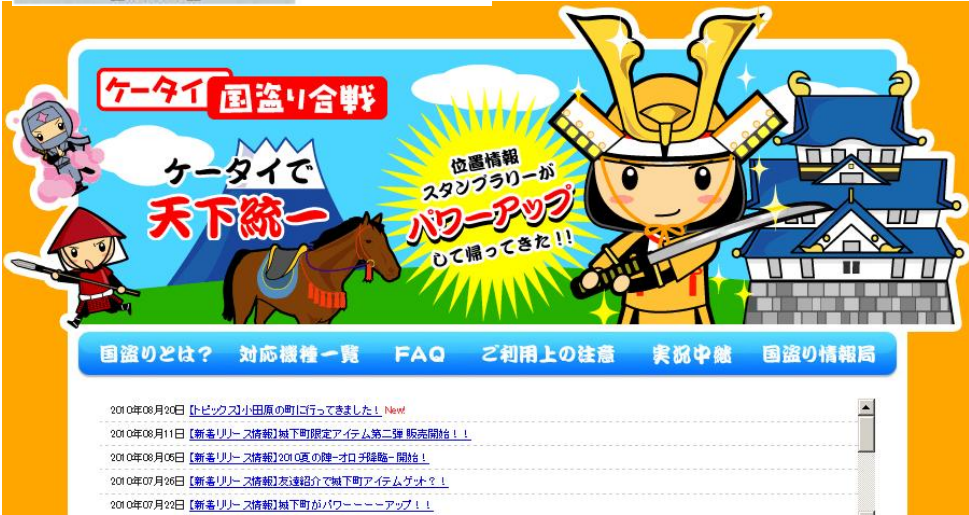 ケータイ国盗り合戦
ケータイで
天下統一
位置情報
スタンプラリーが
パワーアップ
して帰ってきた!!
国盗りとは? 対応機種一覧 FAQ ご利用上の注意 実況中継 国盗り情報局
2010年08月20日 【トピックス】小田原の町に行ってきました! New!
2010年08月11日 【新着リリース情報】城下町限定アイテム第二弾 販売開始!!
2010年08月05日 【新着リリース情報】2010夏の陣-オロチ降臨-開始!
2010年07月26日 【新着リリース情報】友達紹介で城下町アイテムゲット?!
2010年07月22日 【新着リリース情報】城下町がパワーーーーアップ!!